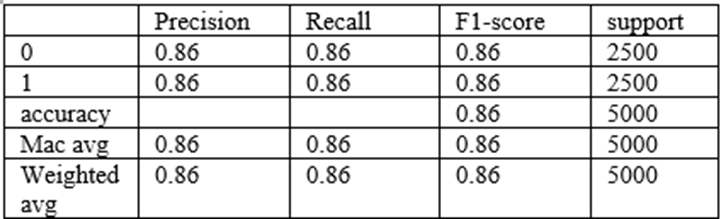 Precision Recall F1-score support
0 0.86 0.86 0.86 2500
1 0.86 0.86 0.86 2500
accuracy 0.86 5000
Mac avg 0.86 0.86 0.86 5000
Weighted 0.86 0.86 0.86 5000
avg